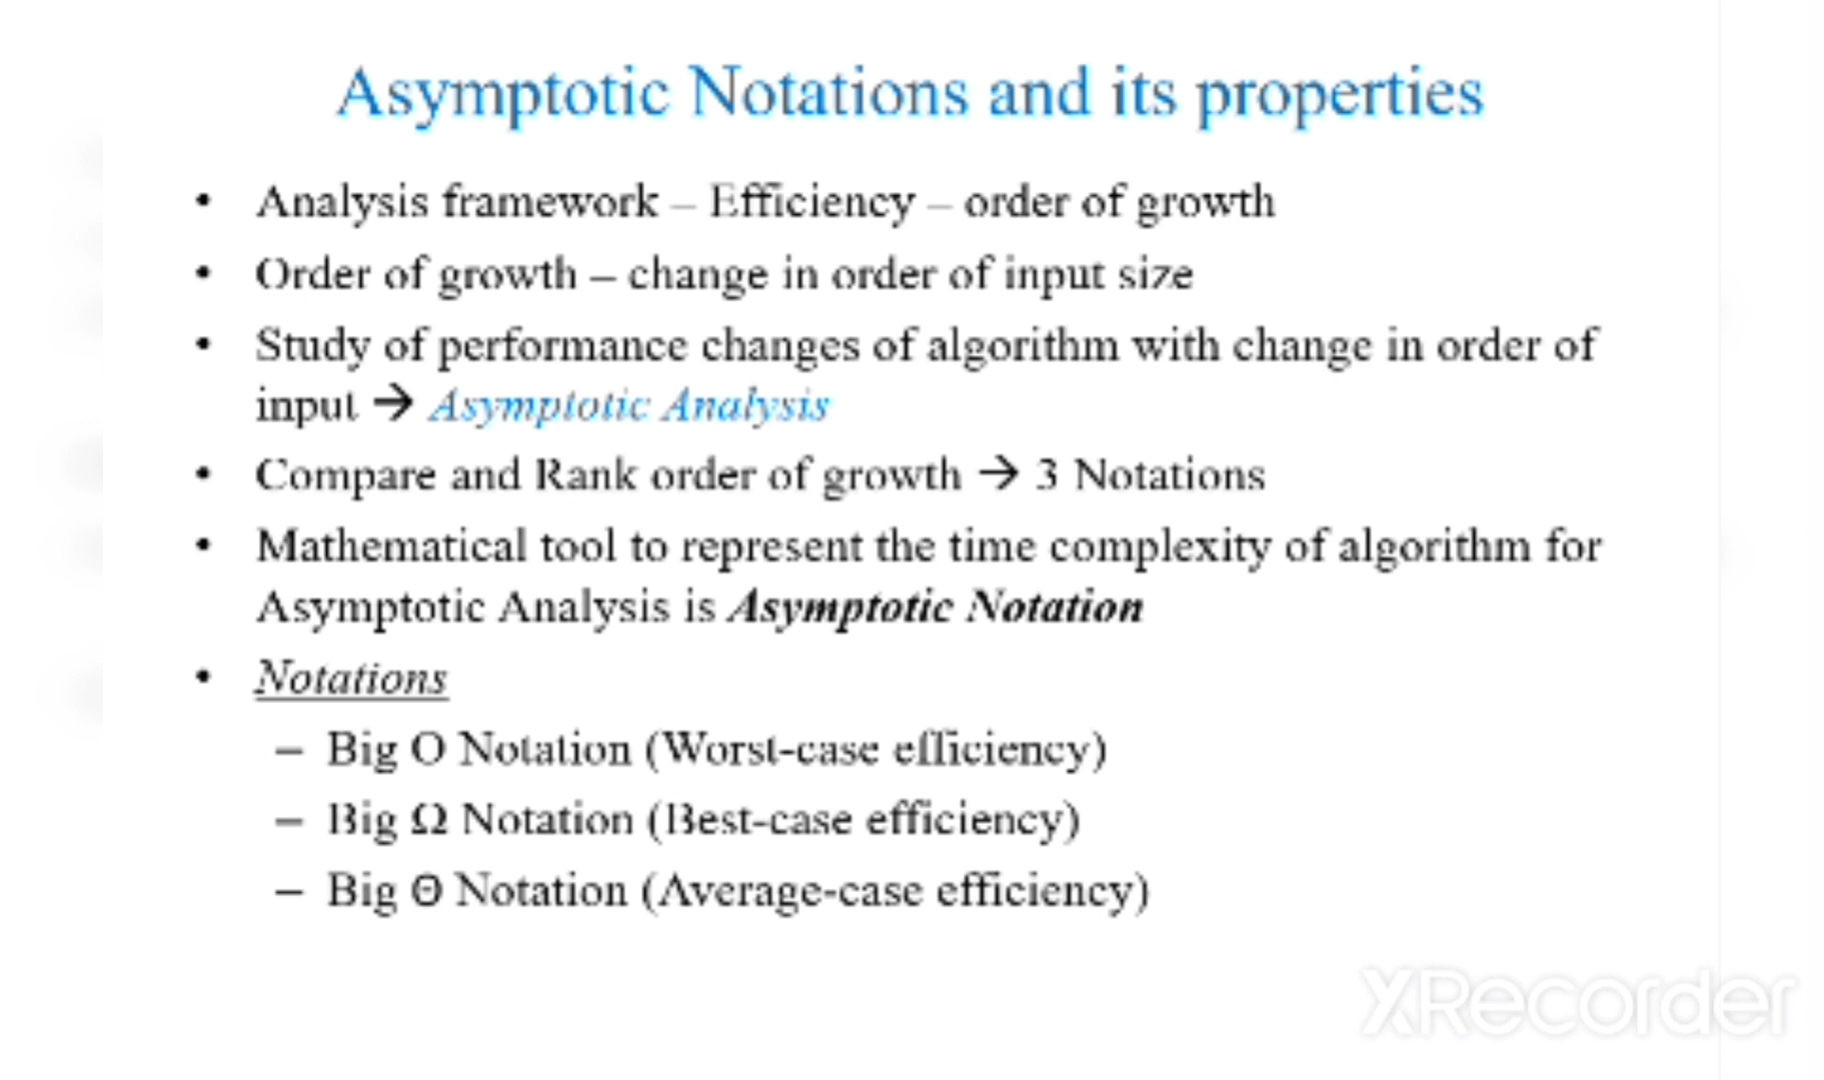 Asymptotic Notations and its properties
• Analysis framework – Efficiency – order of growth
• Order of growth – change in order of input size
• Study of performance changes of algorithm with change in order of
input → Asymptotic Analysis
• Compare and Rank order of growth → 3 Notations
• Mathematical tool to represent the time complexity of algorithm for
Asymptotic Analysis is Asymptotic Notation
• Notations
– Big O Notation (Worst-case efficiency)
– Big Ω Notation (Best-case efficiency)
– Big Θ Notation (Average-case efficiency)
XRecorder